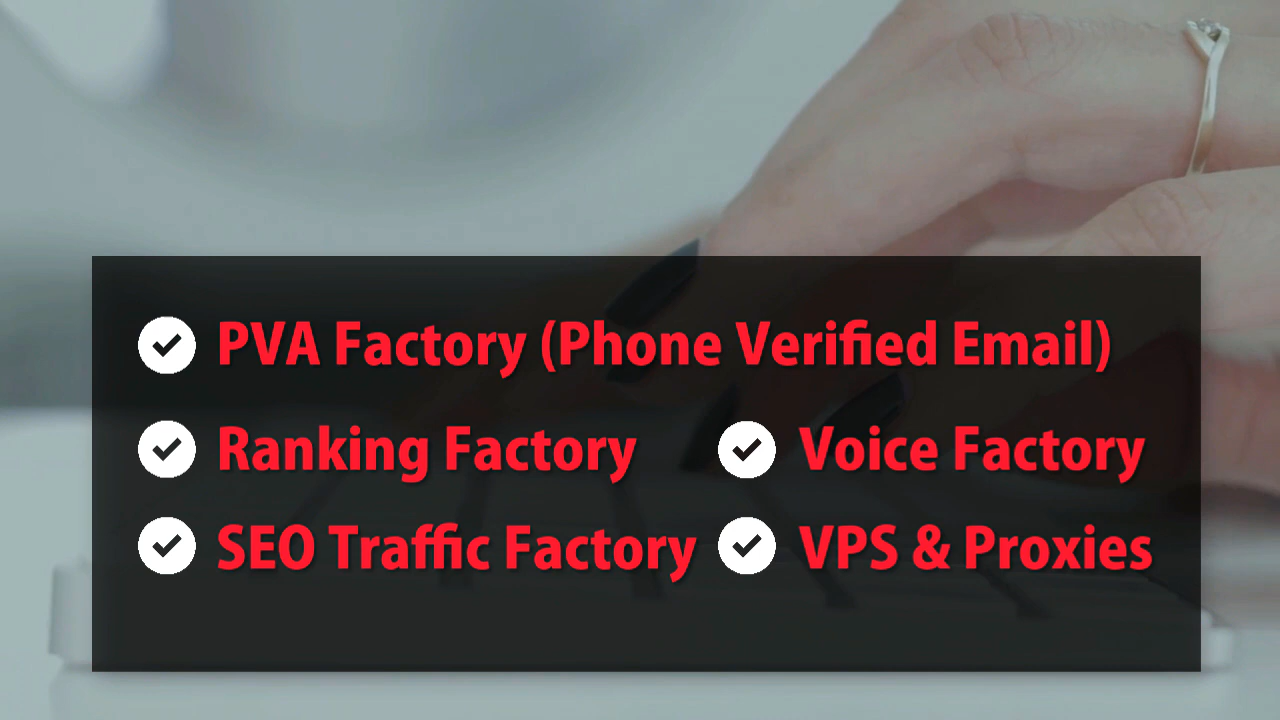 PVA Factory (Phone Verified Email)
Ranking Factory
Voice Factory
SEO Traffic Factory
VPS & Proxies